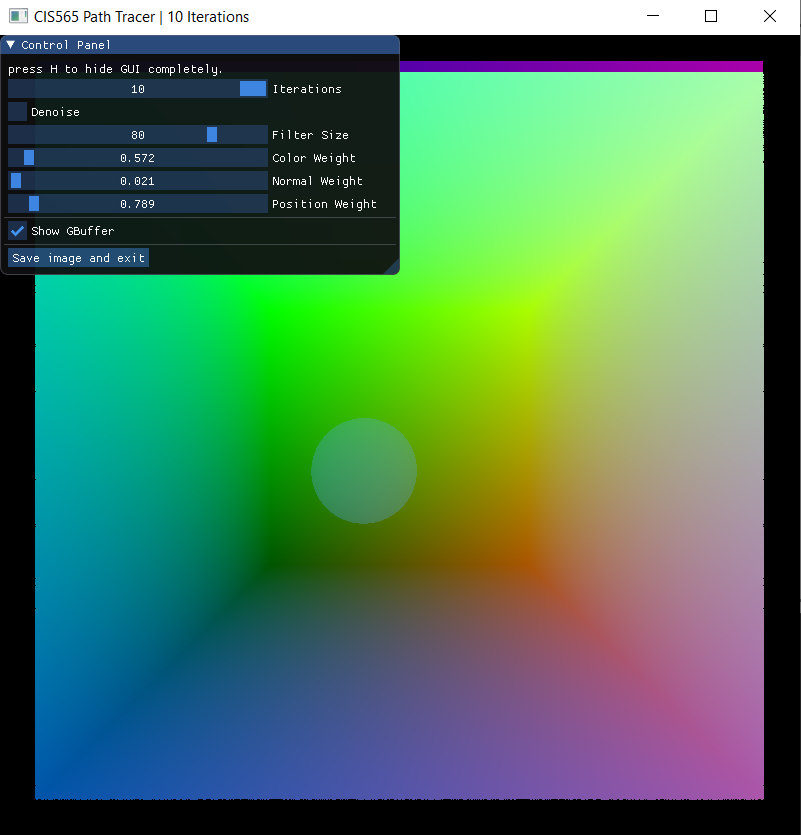 CIS565 Path Tracer | 10 Iterations
Control Panel
press H to hide GUI completely.
10 Iterations
Denoise
80 Filter Size
0.572 Color Weight
0.021 Normal Weight
0.789 Position Weight
Show GBuffer
Save image and exit